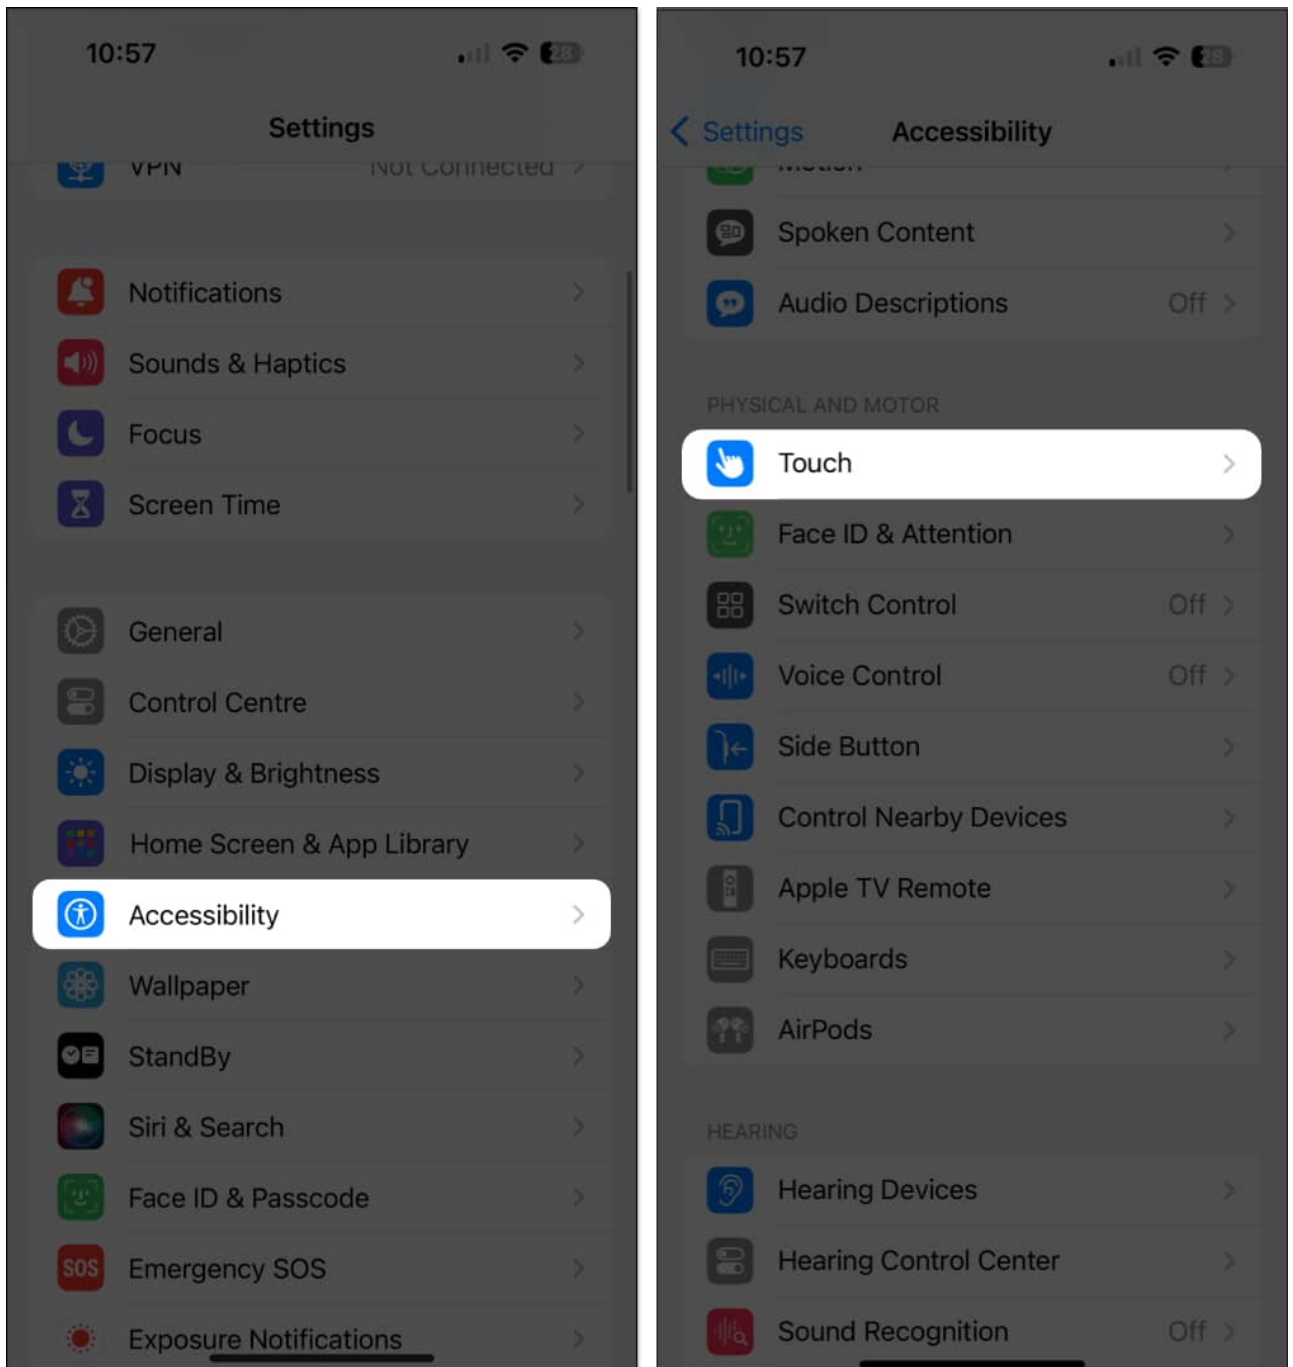 10:57
28
Settings
VPN Not Connected
Notifications
Sounds & Haptics
Focus
Screen Time
General
Control Centre
Display & Brightness
Home Screen & App Library
Accessibility
Wallpaper
StandBy
Siri & Search
Face ID & Passcode
SOS Emergency SOS
Exposure Notifications
10:57
28
Settings Accessibility
Motion
Spoken Content
Audio Descriptions Off
PHYSICAL AND MOTOR
Touch
Face ID & Attention
Switch Control Off
Voice Control Off
Side Button
Control Nearby Devices
Apple TV Remote
Keyboards
AirPods
HEARING
Hearing Devices
Hearing Control Center
Sound Recognition Off